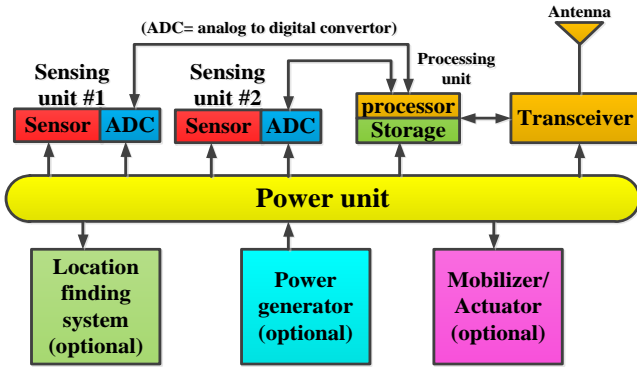 Antenna
(ADC= analog to digital convertor)
Processing
unit
Sensing
unit #1
Sensing
unit #2
Sensor
ADC
Sensor
ADC
processor
Storage
Transceiver
Power unit
Location
finding
system
(optional)
Power
generator
(optional)
Mobilizer/
Actuator
(optional)